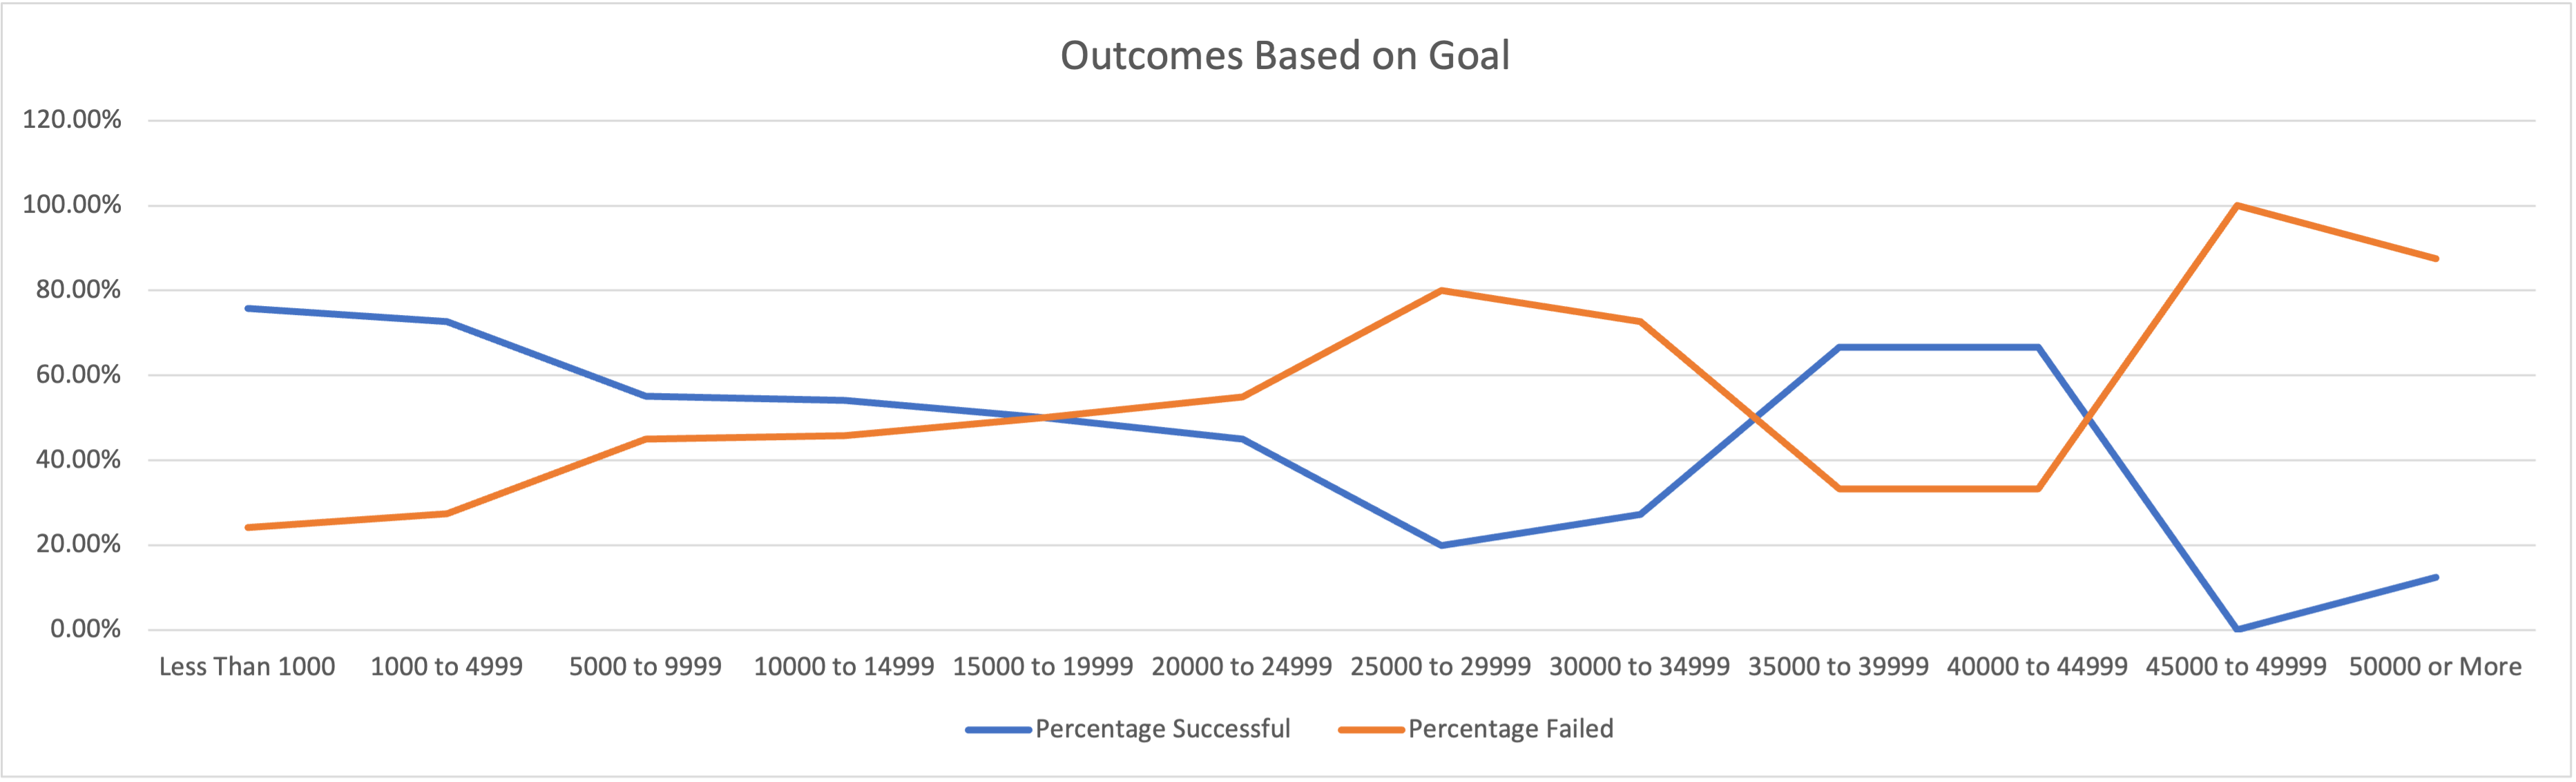 Outcomes Based on Goal
120.00%
100.00%
80.00%
60.00%
40.00%
20.00%
0.00%
Less Than 1000 1000 to 4999 5000 to 9999 10000 to 14999 15000 to 19999 20000 to 24999 25000 to 29999 30000 to 34999 35000 to 39999 40000 to 44999 45000 to 49999 50000 or More
Percentage Successful Percentage Failed